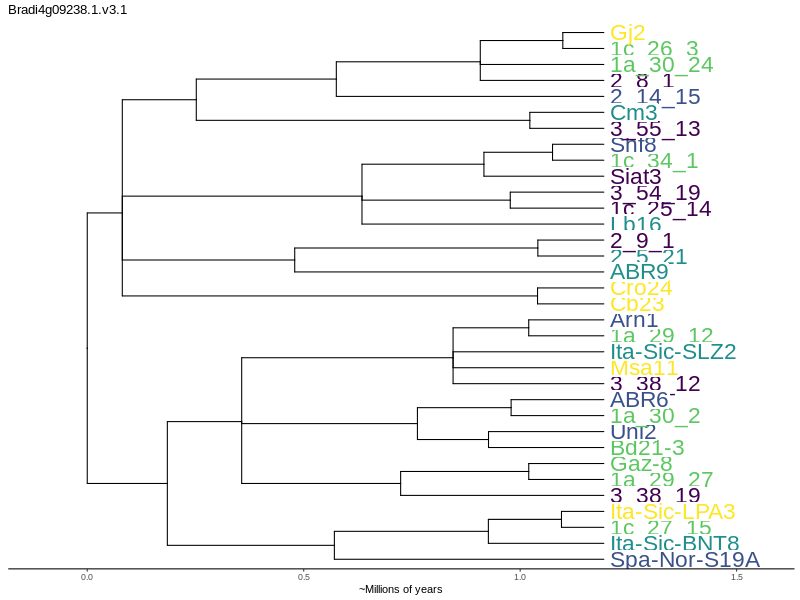 Bradi4g09238.1.v3.1
Gj2
1c_26_3
1a_30_24
2_8_1
2_14_15
Cm3
3_55_13
Snf8
1c_34_1
Siat3
3_54_19
1c_25_14
Lb16
2_9_1
2_5_21
ABR9
Cro24
Cb23
Arn1
1a_29_12
Ita-Sic-SLZ2
Msa11
3_38_12
ABR6
1a_30_2
Uni2
Bd21-3
Gaz-8
1a_29_27
3_38_19
Ita-Sic-LPA3
1c_27_15
Ita-Sic-BNT8
Spa-Nor-S19A
0.0 0.5 1.0 1.5
~Millions of years